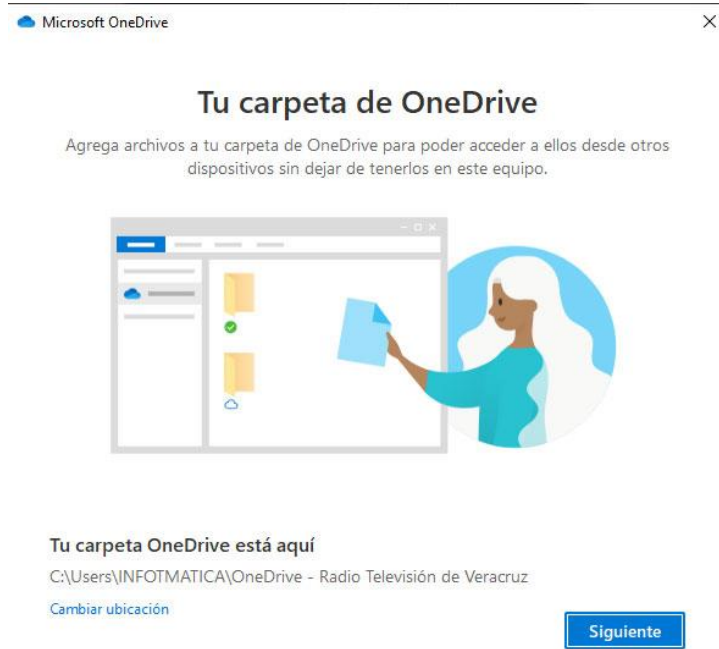 Microsoft OneDrive
Tu carpeta de OneDrive
Agrega archivos a tu carpeta de OneDrive para poder acceder a ellos desde otros
dispositivos sin dejar de tenerlos en este equipo.
Tu carpeta OneDrive está aquí
C:\Users\INFOTMATICA\OneDrive - Radio Televisión de Veracruz
Cambiar ubicación
Siguiente